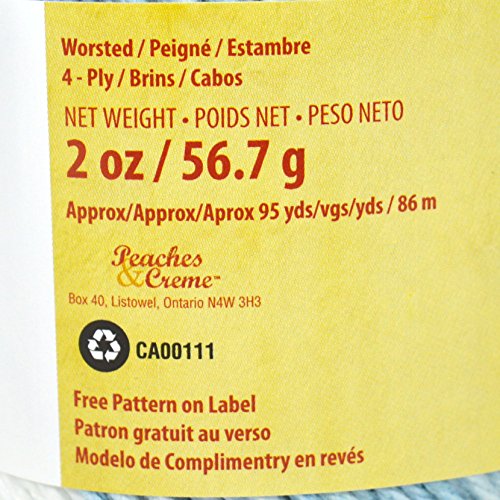 Worsted / Peigné / Estambre
4 - Ply / Brins / Cabos
NET WEIGHT • POIDS NET • PESO NETO
2 oz / 56.7 g
Approx/Approx/Aprox 95 yds/vgs/yds / 86 m
Peaches
& Creme™
Box 40, Listowel, Ontario N4W 3H3
CA00111
Free Pattern on Label
Patron gratuit au verso
Modelo de Complimentry en revés